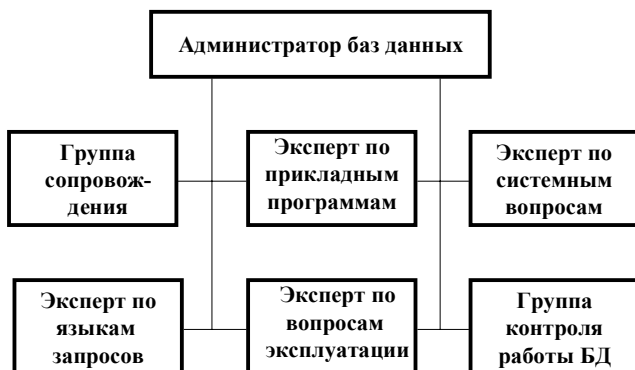 Администратор баз данных
Группа
сопровож-
дения
Эксперт по
прикладным
программам
Эксперт по
системным
вопросам
Эксперт по
языкам
запросов
Эксперт по
вопросам
эксплуатации
Группа
контроля
работы БД